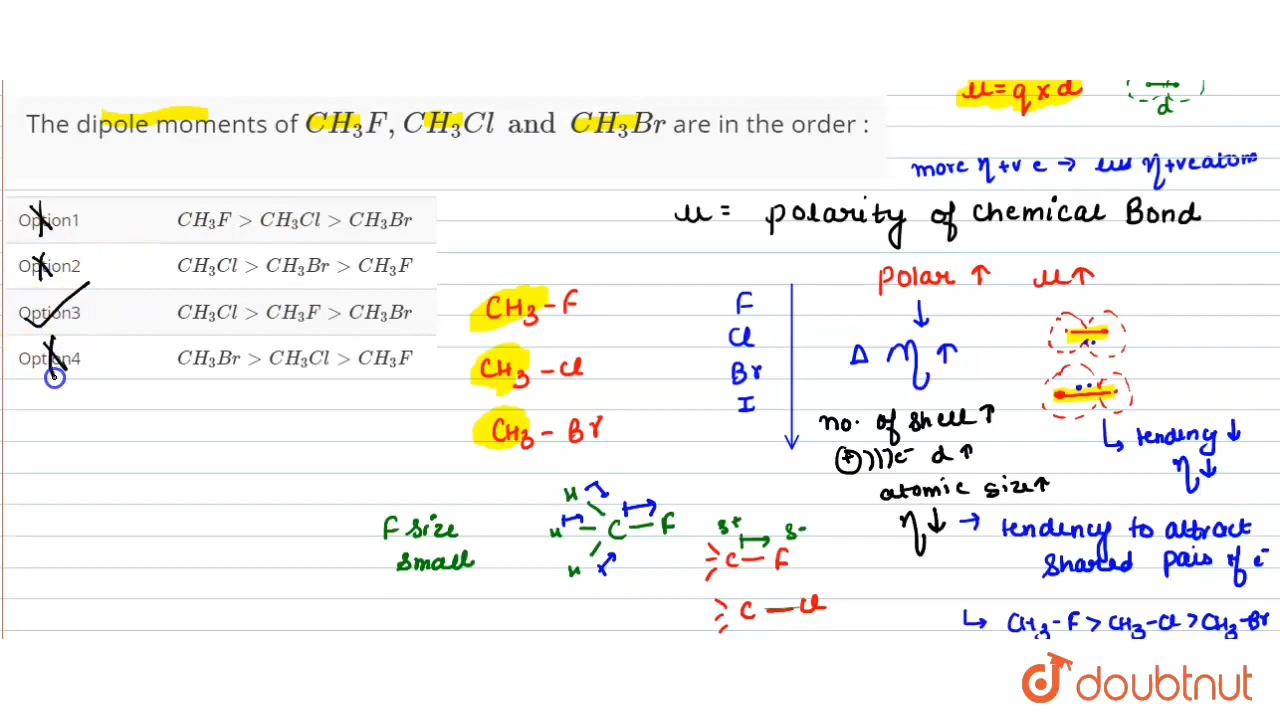 μ = q x d
d
The dipole moments of CH₃F, CH₃Cl and CH₃Br are in the order :
more η +v e → less η +ve atom
μ = polarity of chemical Bond
Option1 CH₃F > CH₃Cl > CH₃Br
Option2 CH₃Cl > CH₃Br > CH₃F
Option3 CH₃Cl > CH₃F > CH₃Br
Option4 CH₃Br > CH₃Cl > CH₃F
CH₃ – F
CH₃ – Cl
CH₃ – Br
F
Cl
Br
I
Polar ↑ μ ↑
↓
Δ η ↑
no. of shell ↑
⊕)))e⁻ d ↑
atomic size ↑
η ↓ → tendency to attract
shared pairs of e⁻
↳ tendency ↓
η ↓
F size
small
H
H – C – F
H
δ+ δ-
C – F
C — Cl
↳ CH₃-F > CH₃-Cl > CH₃-Br
doubtnut